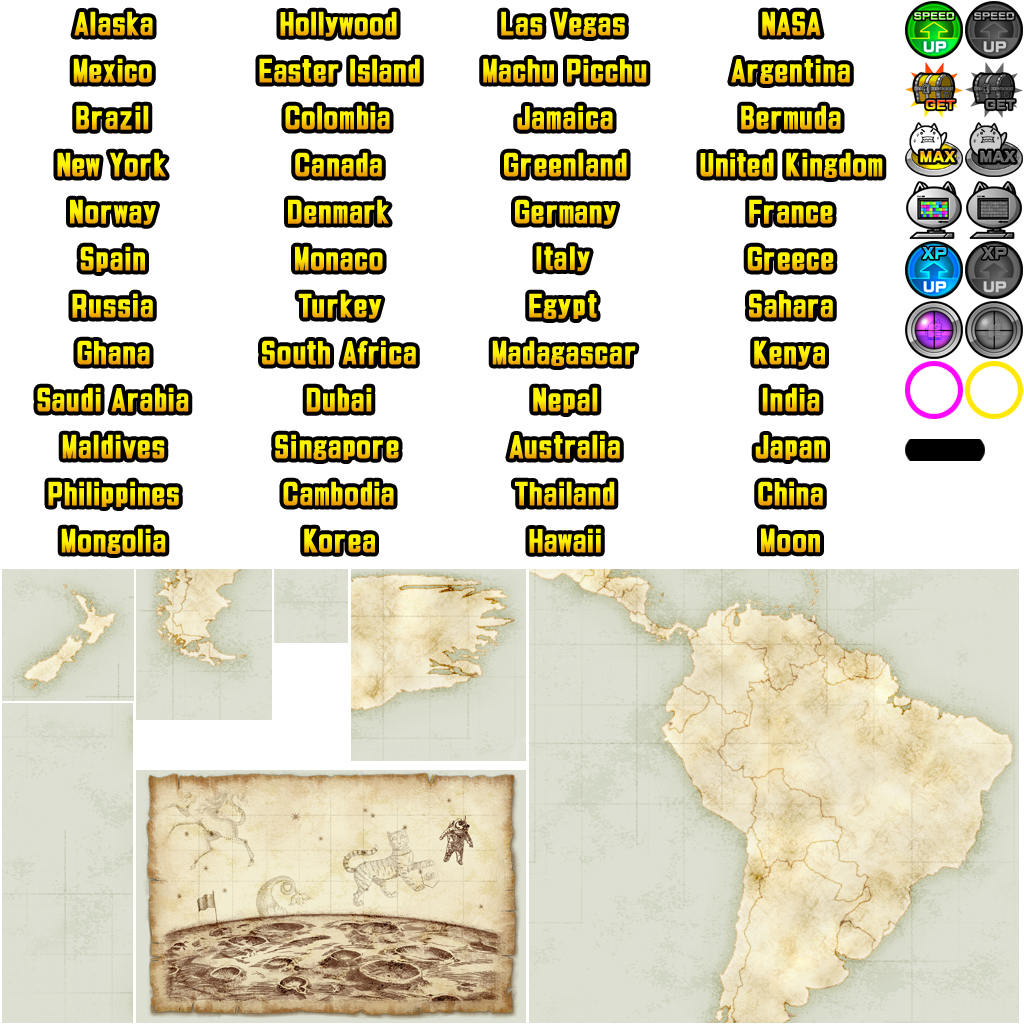 Alaska Hollywood Las Vegas NASA
Mexico Easter Island Machu Picchu Argentina
Brazil Colombia Jamaica Bermuda
New York Canada Greenland United Kingdom
Norway Denmark Germany France
Spain Monaco Italy Greece
Russia Turkey Egypt Sahara
Ghana South Africa Madagascar Kenya
Saudi Arabia Dubai Nepal India
Maldives Singapore Australia Japan
Philippines Cambodia Thailand China
Mongolia Korea Hawaii Moon
SPEED UP SPEED UP
GET GET
MAX MAX
XP UP XP UP